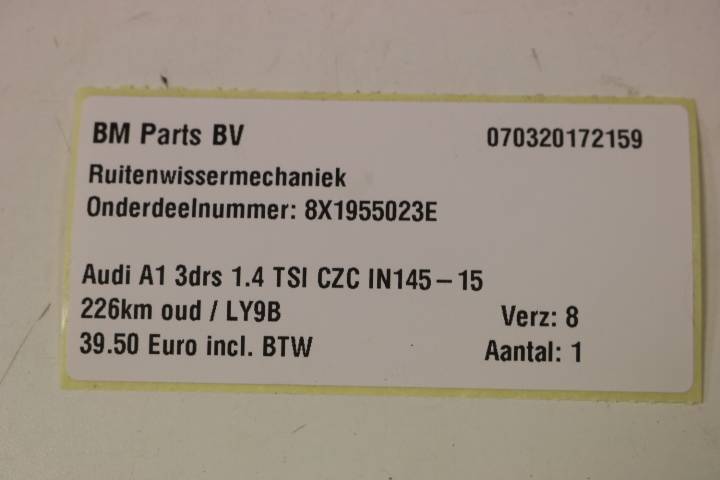 BM Parts BV 070320172159
Ruitenwissermechaniek
Onderdeelnummer: 8X1955023E
Audi A1 3drs 1.4 TSI CZC IN145-15
226km oud / LY9B Verz: 8
39.50 Euro incl. BTW Aantal: 1